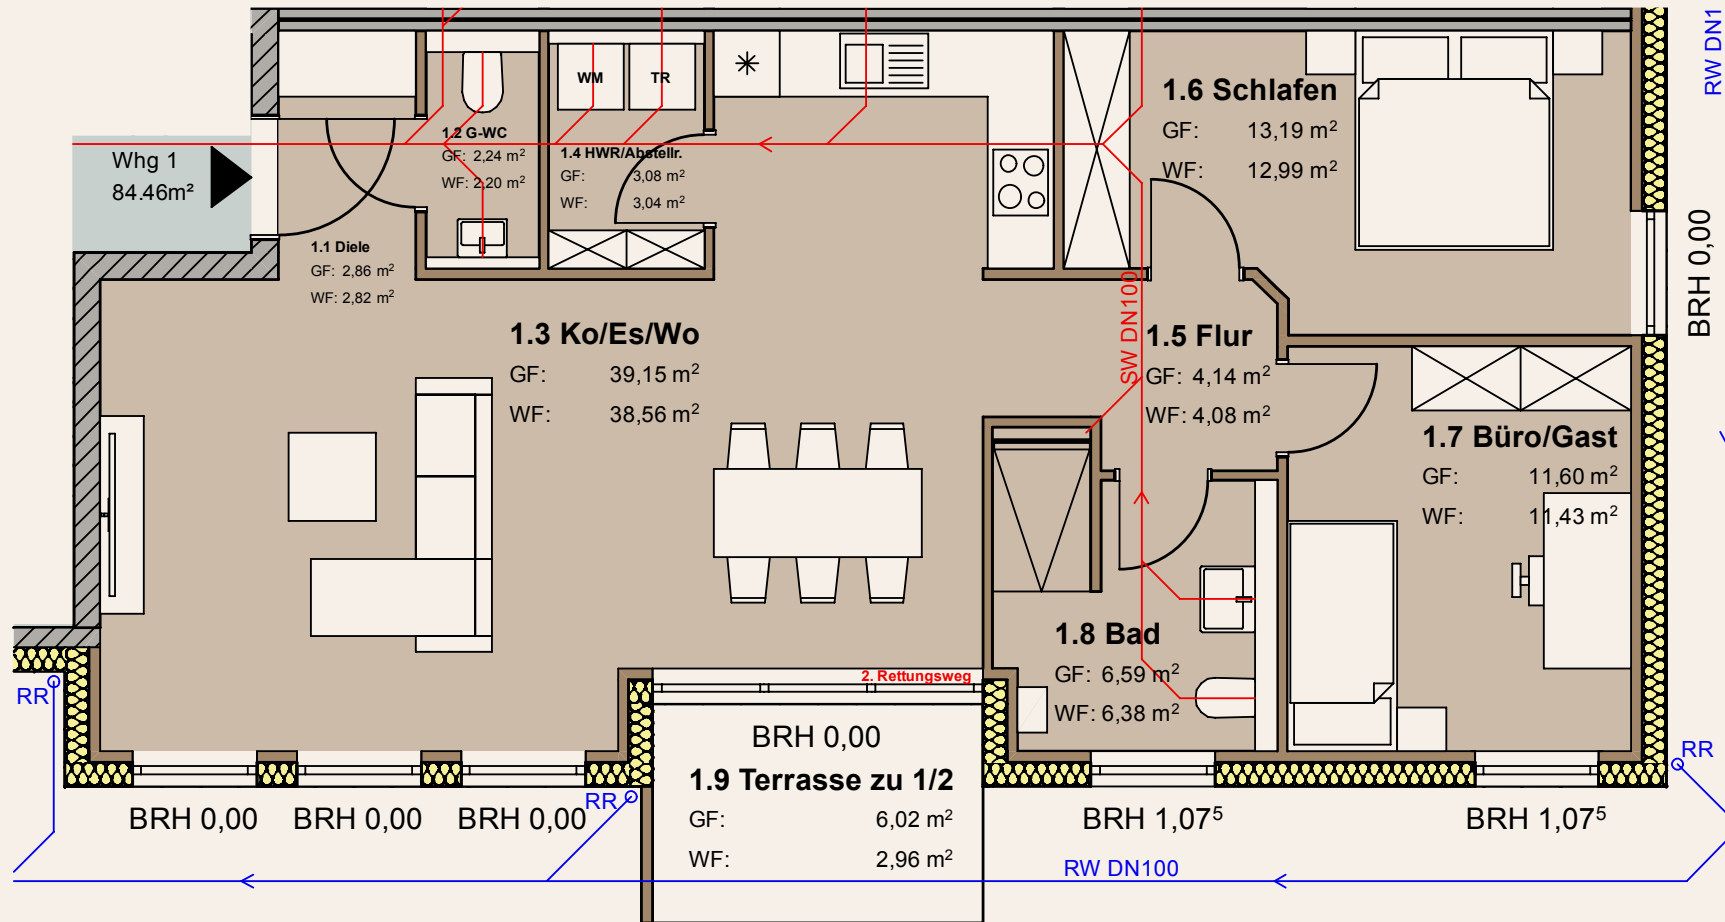 RW DN1
WM
TR
1.6 Schlafen
GF: 13,19 m²
WF: 12,99 m²
1.2 G-WC
GF: 2,24 m²
WF: 2,20 m²
1.4 HWR/Abstellr.
GF: 3,08 m²
WF: 3,04 m²
Whg 1
84.46m²
1.1 Diele
GF: 2,86 m²
WF: 2,82 m²
BRH 0,00
1.3 Ko/Es/Wo
GF: 39,15 m²
WF: 38,56 m²
SW DN100
1.5 Flur
GF: 4,14 m²
WF: 4,08 m²
1.7 Büro/Gast
GF: 11,60 m²
WF: 11,43 m²
1.8 Bad
GF: 6,59 m²
WF: 6,38 m²
2. Rettungsweg
RR
BRH 0,00
RR
1.9 Terrasse zu 1/2
GF: 6,02 m²
WF: 2,96 m²
RR
BRH 0,00
BRH 0,00
BRH 0,00
BRH 1,07⁵
BRH 1,07⁵
RW DN100